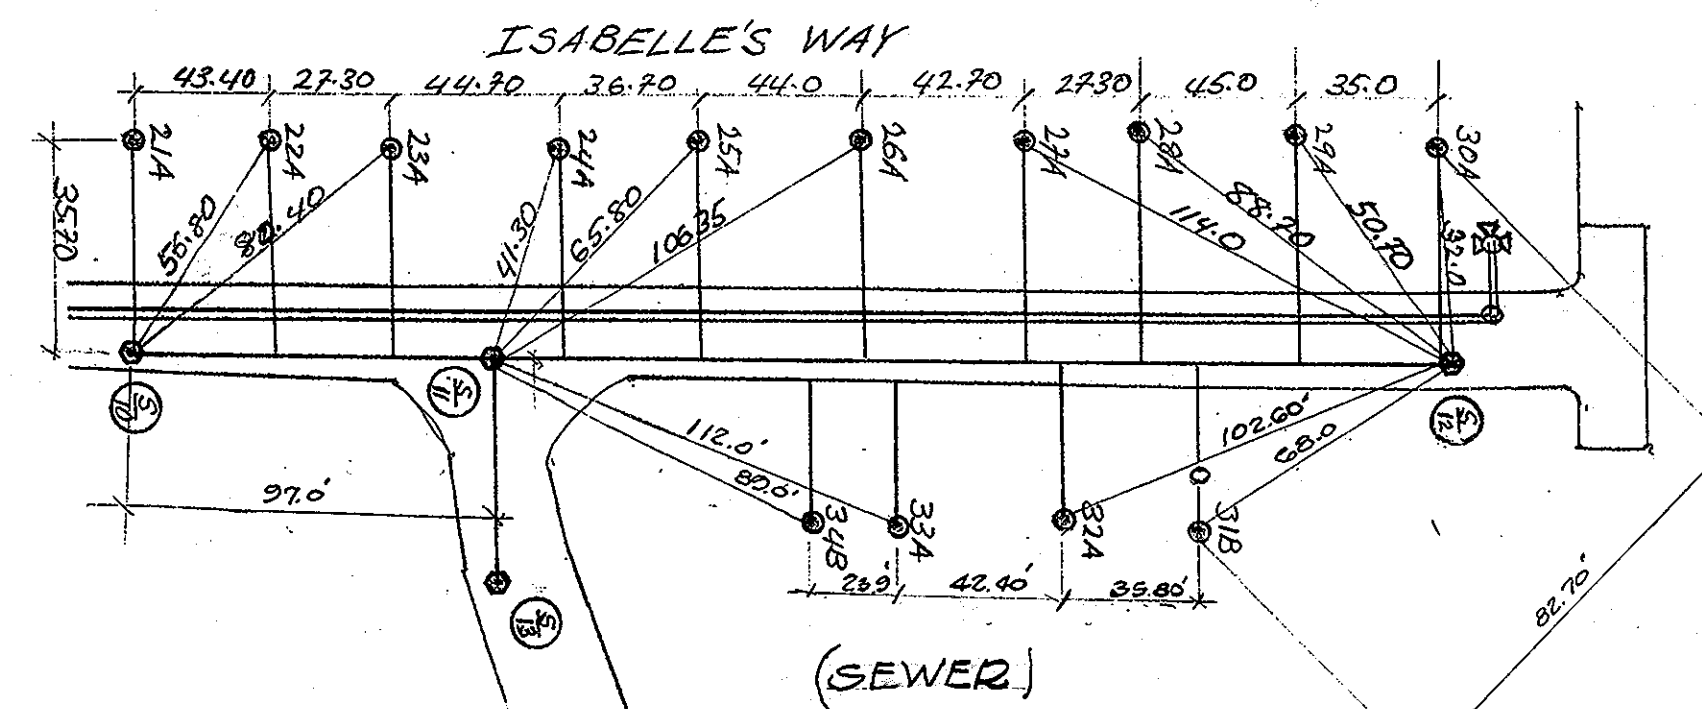 ISABELLE'S WAY
43.40 27.30 44.70 36.70 44.0 42.70 27.30 45.0 35.0
21A 22A 23A 24A 25A 26A 27A 28A 29A 30A
35.70
56.80 80.40 41.30 65.80 106.35 114.0 88.70 50.70 32.0
S/10 S/11 S/12
112.0' 102.60' 68.0
97.0'
34B 33A 32A 31B
23.9' 42.40' 35.80'
82.70'
S/13
(SEWER)